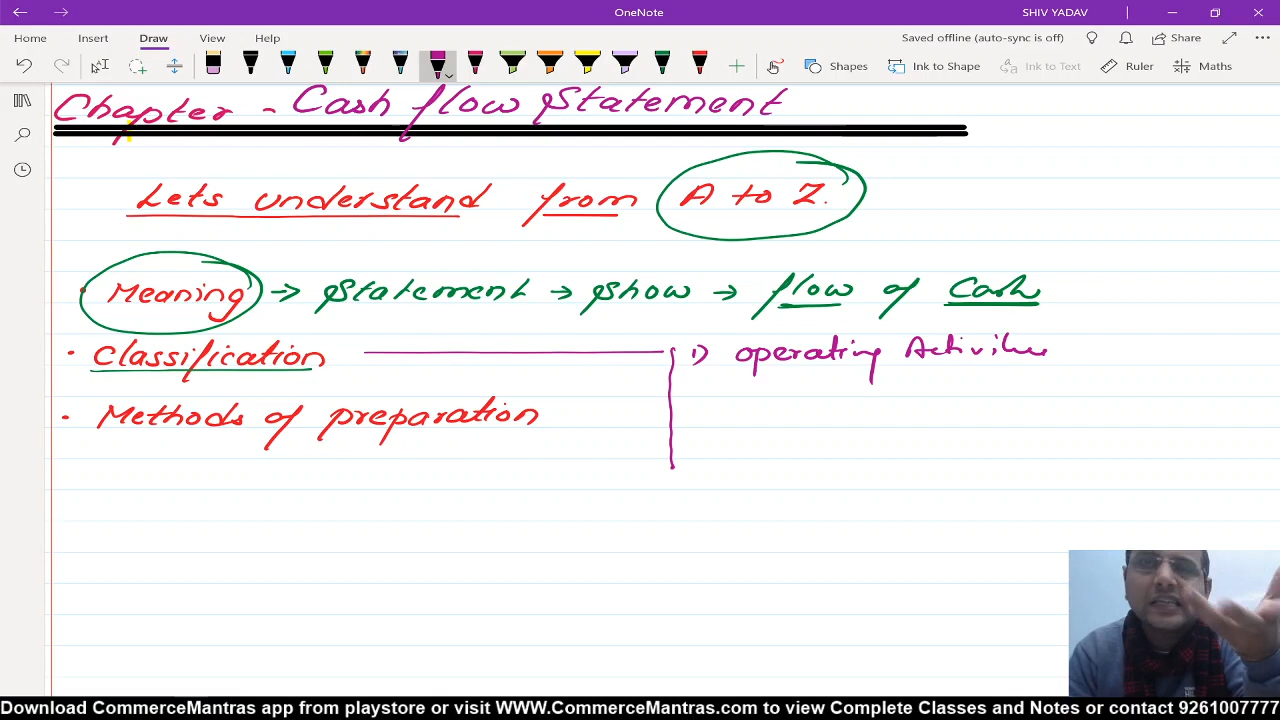 OneNote
SHIV YADAV
Home Insert Draw View Help
Saved offline (auto-sync is off) Share
Shapes Ink to Shape Ink to Text Ruler Maths
Chapter - Cash flow Statement
Lets understand from A to Z.
• Meaning → Statement → Show → flow of Cash
• Classification 1) operating Activities
• Methods of preparation
Download CommerceMantras app from playstore or visit WWW.CommerceMantras.com to view Complete Classes and Notes or contact 9261007777